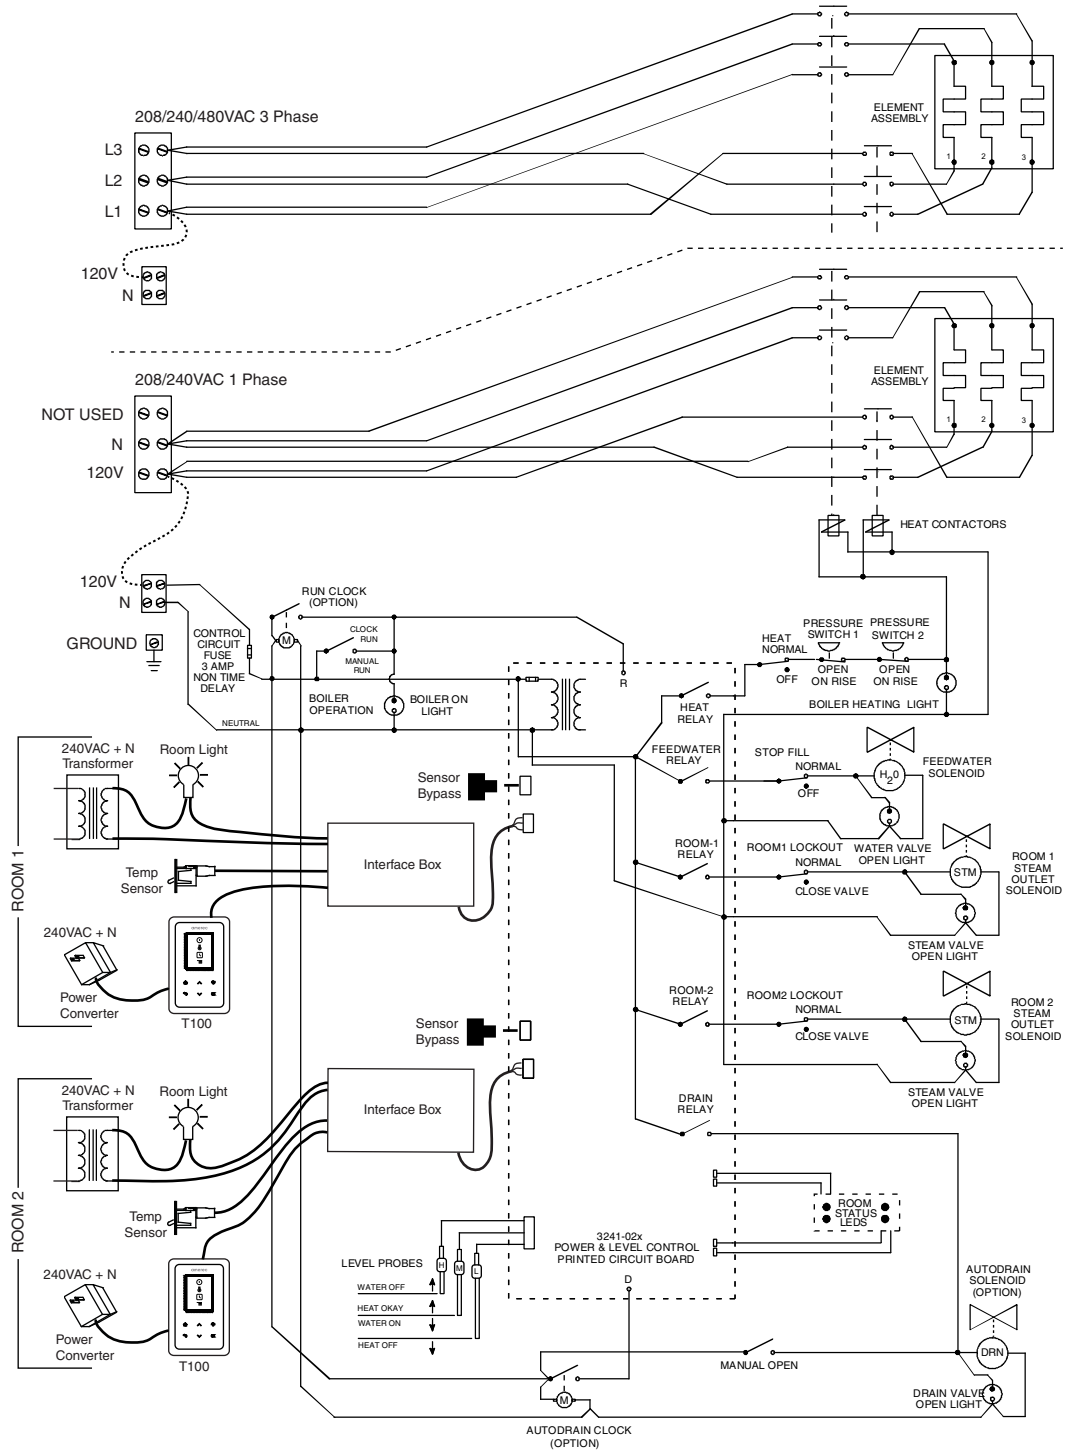 208/240/480VAC 3 Phase
L3
L2
L1
120V
N
ELEMENT
ASSEMBLY
1
2
3
208/240VAC 1 Phase
NOT USED
N
120V
ELEMENT
ASSEMBLY
1
2
3
HEAT CONTACTORS
120V
N
GROUND
CONTROL
CIRCUIT
FUSE
3 AMP
NON TIME
DELAY
RUN CLOCK
(OPTION)
M
CLOCK
RUN
MANUAL
RUN
BOILER
OPERATION
BOILER ON
LIGHT
NEUTRAL
R
HEAT
RELAY
HEAT
NORMAL
OFF
PRESSURE
SWITCH 1
OPEN
ON RISE
PRESSURE
SWITCH 2
OPEN
ON RISE
BOILER HEATING LIGHT
FEEDWATER
RELAY
STOP FILL
NORMAL
OFF
H20
FEEDWATER
SOLENOID
WATER VALVE
OPEN LIGHT
ROOM-1
RELAY
ROOM1 LOCKOUT
NORMAL
CLOSE VALVE
STM
ROOM 1
STEAM
OUTLET
SOLENOID
STEAM VALVE
OPEN LIGHT
ROOM-2
RELAY
ROOM2 LOCKOUT
NORMAL
CLOSE VALVE
STM
ROOM 2
STEAM
OUTLET
SOLENOID
STEAM VALVE
OPEN LIGHT
DRAIN
RELAY
ROOM 1
240VAC + N
Transformer
Room Light
Sensor
Bypass
Interface Box
Temp
Sensor
240VAC + N
Power
Converter
T100
ROOM 2
Sensor
Bypass
240VAC + N
Transformer
Room Light
Interface Box
Temp
Sensor
240VAC + N
Power
Converter
T100
LEVEL PROBES
H
M
L
WATER OFF
HEAT OKAY
WATER ON
HEAT OFF
3241-02x
POWER & LEVEL CONTROL
PRINTED CIRCUIT BOARD
D
ROOM
STATUS
LEDS
AUTODRAIN
SOLENOID
(OPTION)
MANUAL OPEN
DRN
DRAIN VALVE
OPEN LIGHT
M
AUTODRAIN CLOCK
(OPTION)